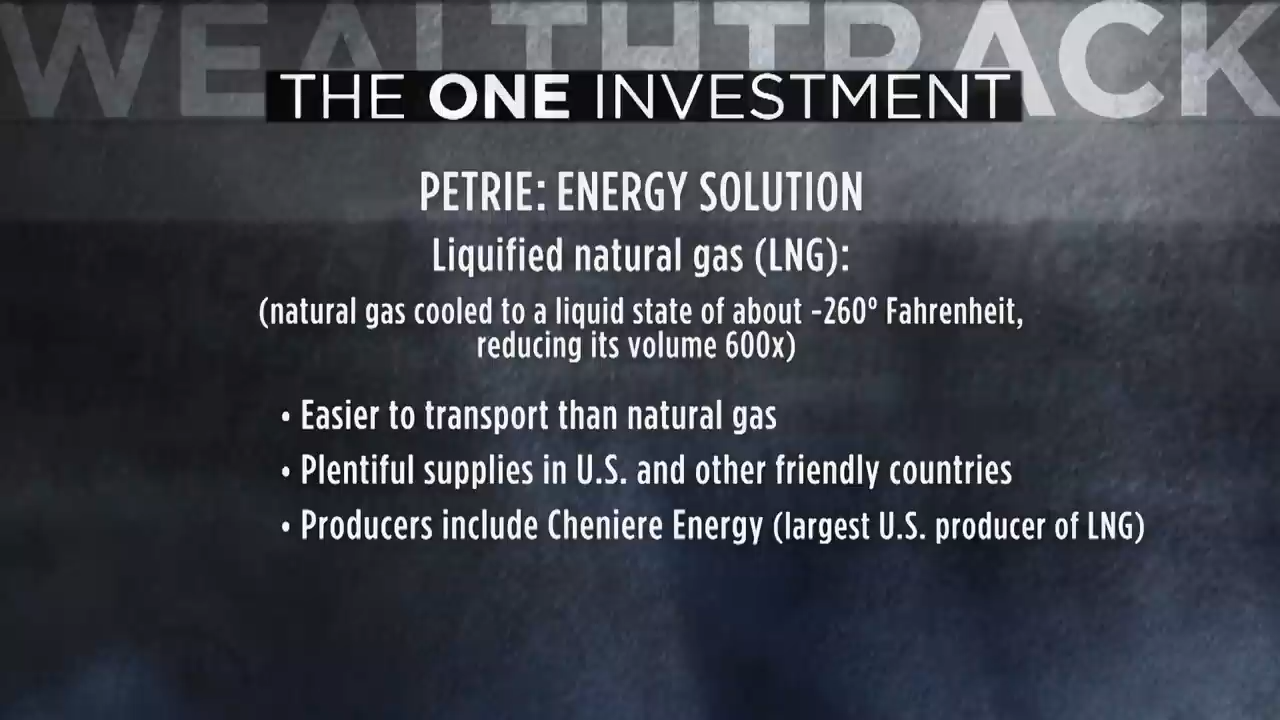 WEALTHTRACK
THE ONE INVESTMENT
PETRIE: ENERGY SOLUTION
Liquified natural gas (LNG):
(natural gas cooled to a liquid state of about -260º Fahrenheit,
reducing its volume 600x)
• Easier to transport than natural gas
• Plentiful supplies in U.S. and other friendly countries
• Producers include Cheniere Energy (largest U.S. producer of LNG)